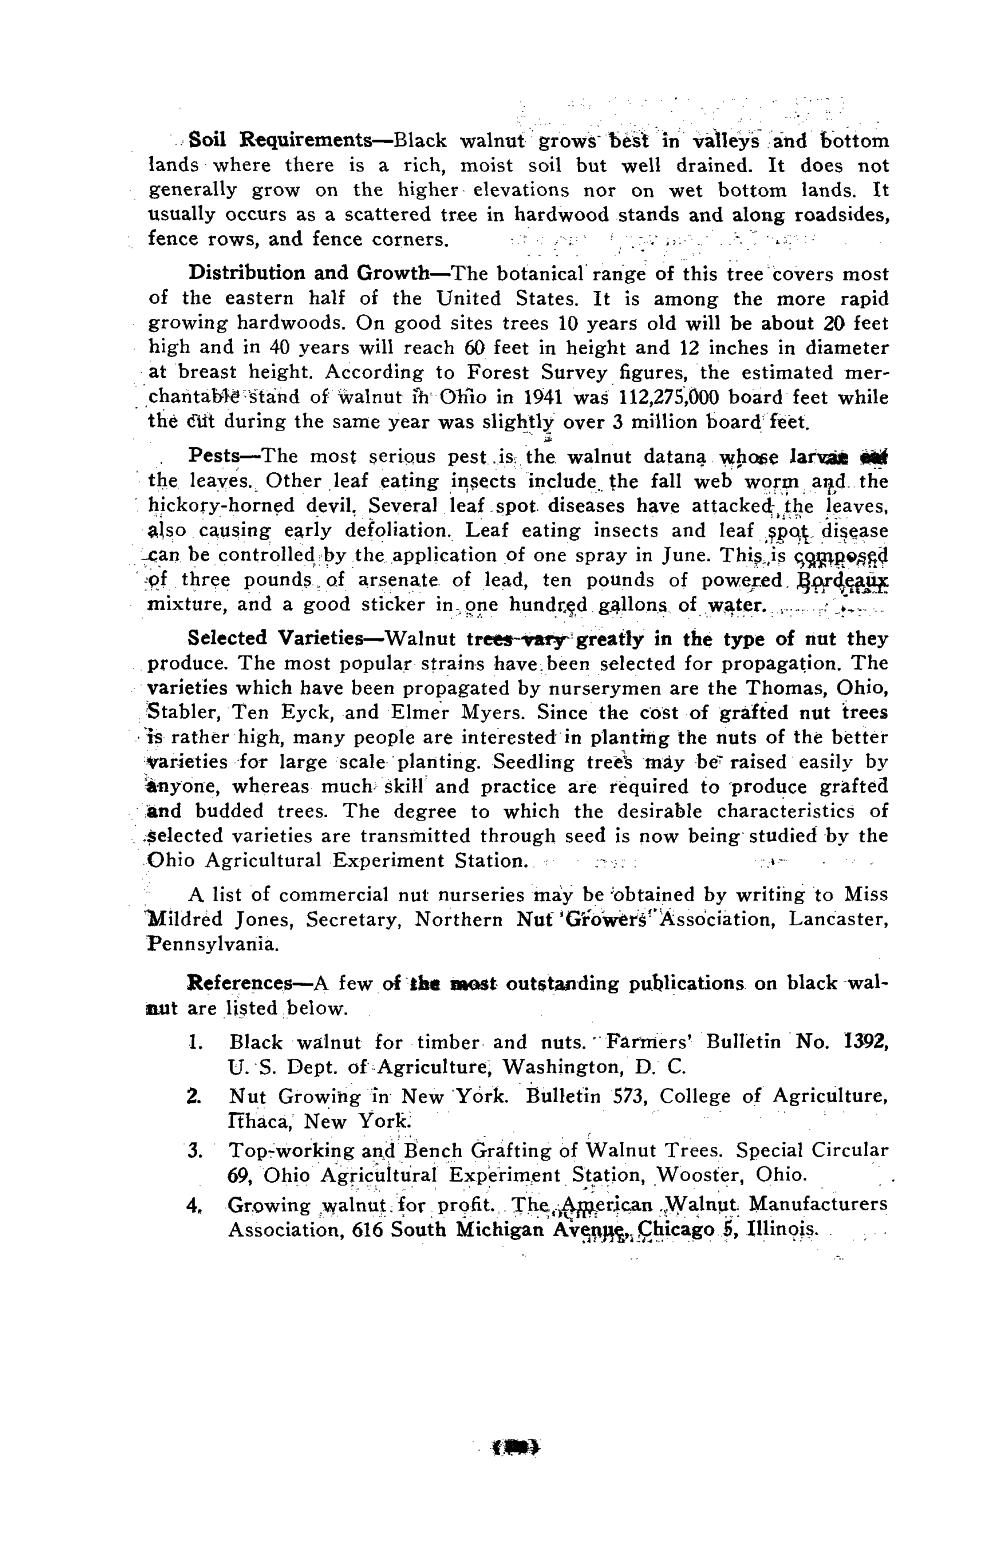 Soil Requirements—Black walnut grows best in valleys and bottom
lands where there is a rich, moist soil but well drained. It does not
generally grow on the higher elevations nor on wet bottom lands. It
usually occurs as a scattered tree in hardwood stands and along roadsides,
fence rows, and fence corners.
Distribution and Growth—The botanical range of this tree covers most
of the eastern half of the United States. It is among the more rapid
growing hardwoods. On good sites trees 10 years old will be about 20 feet
high and in 40 years will reach 60 feet in height and 12 inches in diameter
at breast height. According to Forest Survey figures, the estimated mer-
chantable stand of walnut in Ohio in 1941 was 112,275,000 board feet while
the cut during the same year was slightly over 3 million board feet.
Pests—The most serious pest is the walnut datana whose larvae eat
the leaves. Other leaf eating insects include the fall web worm and the
hickory-horned devil. Several leaf spot diseases have attacked the leaves,
also causing early defoliation. Leaf eating insects and leaf spot disease
can be controlled by the application of one spray in June. This is composed
of three pounds of arsenate of lead, ten pounds of powered Bordeaux
mixture, and a good sticker in one hundred gallons of water.
Selected Varieties—Walnut trees vary greatly in the type of nut they
produce. The most popular strains have been selected for propagation. The
varieties which have been propagated by nurserymen are the Thomas, Ohio,
Stabler, Ten Eyck, and Elmer Myers. Since the cost of grafted nut trees
is rather high, many people are interested in planting the nuts of the better
varieties for large scale planting. Seedling trees may be raised easily by
anyone, whereas much skill and practice are required to produce grafted
and budded trees. The degree to which the desirable characteristics of
selected varieties are transmitted through seed is now being studied by the
Ohio Agricultural Experiment Station.
A list of commercial nut nurseries may be obtained by writing to Miss
Mildred Jones, Secretary, Northern Nut Growers' Association, Lancaster,
Pennsylvania.
References—A few of the most outstanding publications on black wal-
nut are listed below.
1. Black walnut for timber and nuts. Farmers' Bulletin No. 1392,
U. S. Dept. of Agriculture, Washington, D. C.
2. Nut Growing in New York. Bulletin 573, College of Agriculture,
Ithaca, New York.
3. Top-working and Bench Grafting of Walnut Trees. Special Circular
69, Ohio Agricultural Experiment Station, Wooster, Ohio.
4. Growing walnut for profit. The American Walnut Manufacturers
Association, 616 South Michigan Avenue, Chicago 5, Illinois.